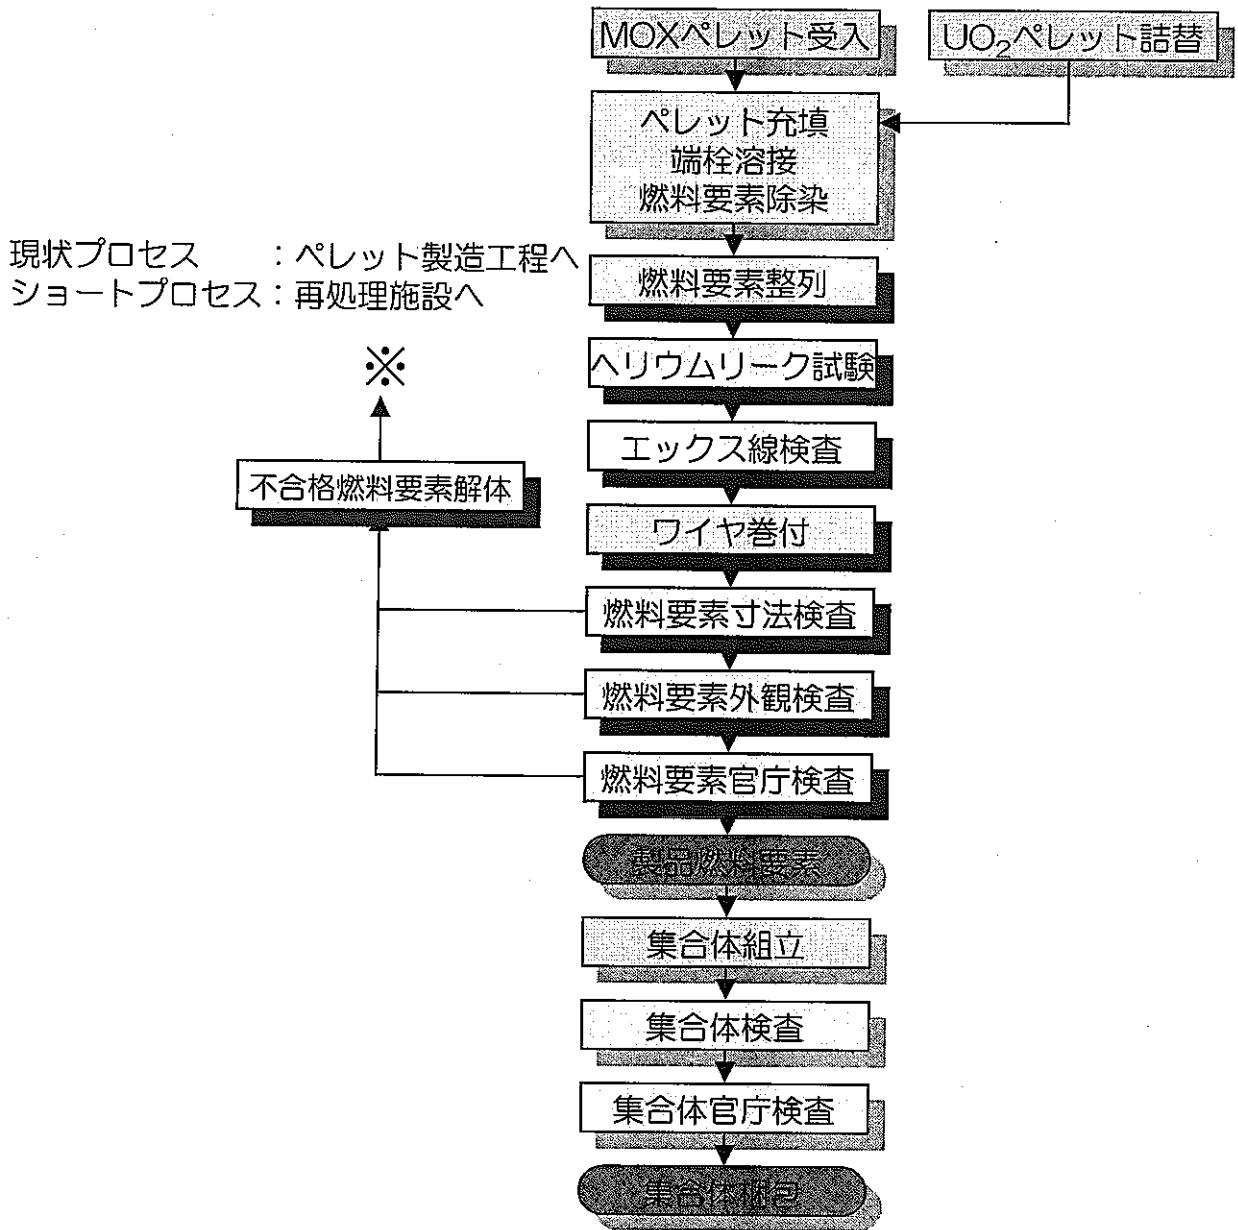 MOXペレット受入
UO₂ペレット詰替
ペレット充填
端栓溶接
燃料要素除染
現状プロセス　　：ペレット製造工程へ
ショートプロセス：再処理施設へ
※
燃料要素整列
ヘリウムリーク試験
エックス線検査
不合格燃料要素解体
ワイヤ巻付
燃料要素寸法検査
燃料要素外観検査
燃料要素官庁検査
製品燃料要素
集合体組立
集合体検査
集合体官庁検査
集合体梱包